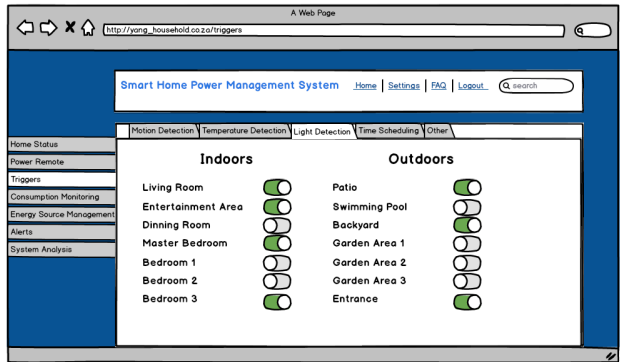 A Web Page
http://yang_household.co.za/triggers
Smart Home Power Management System Home Settings FAQ Logout search
Motion Detection Temperature Detection Light Detection Time Scheduling Other
Home Status
Power Remote
Triggers
Consumption Monitoring
Energy Source Management
Alerts
System Analysis
Indoors
Living Room
Entertainment Area
Dinning Room
Master Bedroom
Bedroom 1
Bedroom 2
Bedroom 3
Outdoors
Patio
Swimming Pool
Backyard
Garden Area 1
Garden Area 2
Garden Area 3
Entrance